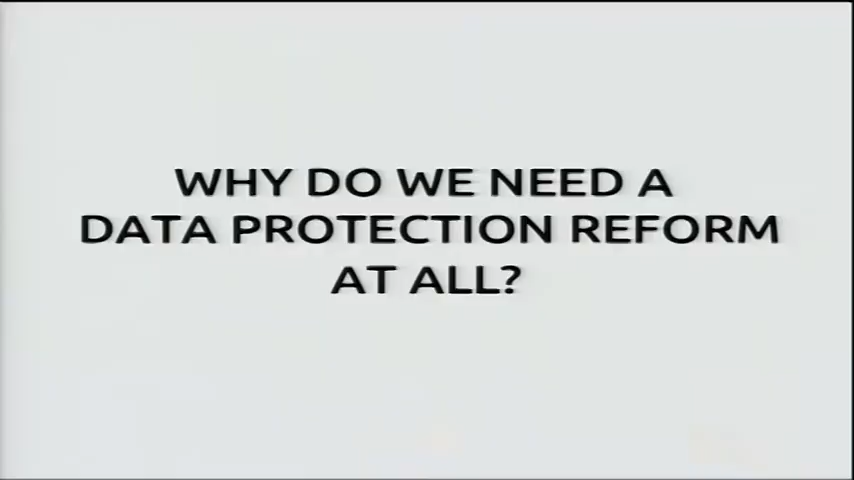 WHY DO WE NEED A
DATA PROTECTION REFORM
AT ALL?